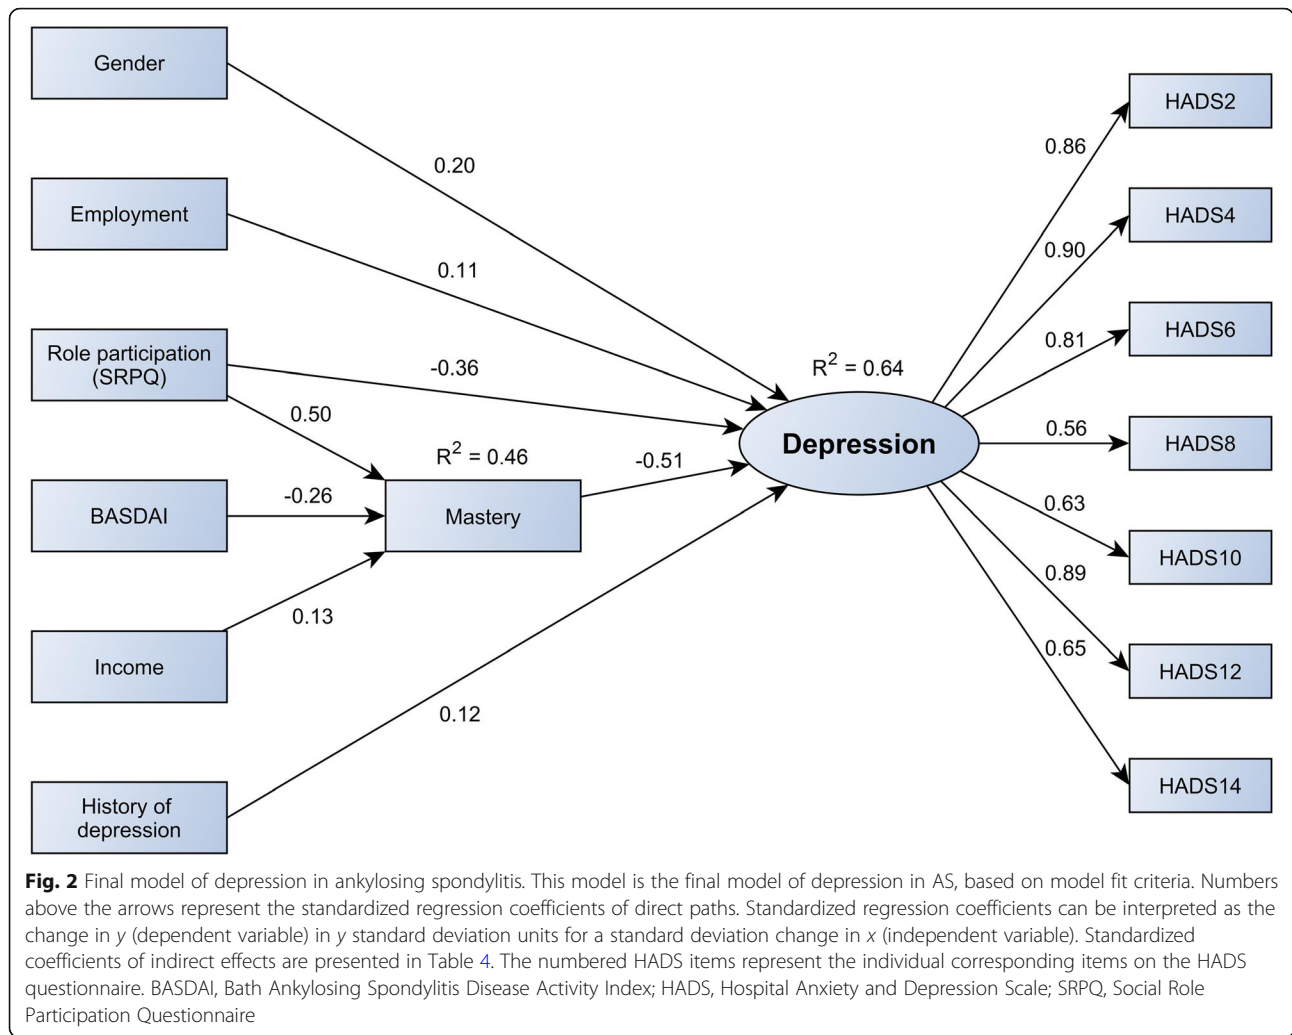 Gender
Employment
Role participation
(SRPQ)
BASDAI
Income
History of
depression
0.20
0.11
-0.36
0.50
-0.26
0.13
0.12
R² = 0.46
Mastery
-0.51
R² = 0.64
Depression
0.86
0.90
0.81
0.56
0.63
0.89
0.65
HADS2
HADS4
HADS6
HADS8
HADS10
HADS12
HADS14
Fig. 2 Final model of depression in ankylosing spondylitis. This model is the final model of depression in AS, based on model fit criteria. Numbers
above the arrows represent the standardized regression coefficients of direct paths. Standardized regression coefficients can be interpreted as the
change in y (dependent variable) in y standard deviation units for a standard deviation change in x (independent variable). Standardized
coefficients of indirect effects are presented in Table 4. The numbered HADS items represent the individual corresponding items on the HADS
questionnaire. BASDAI, Bath Ankylosing Spondylitis Disease Activity Index; HADS, Hospital Anxiety and Depression Scale; SRPQ, Social Role
Participation Questionnaire